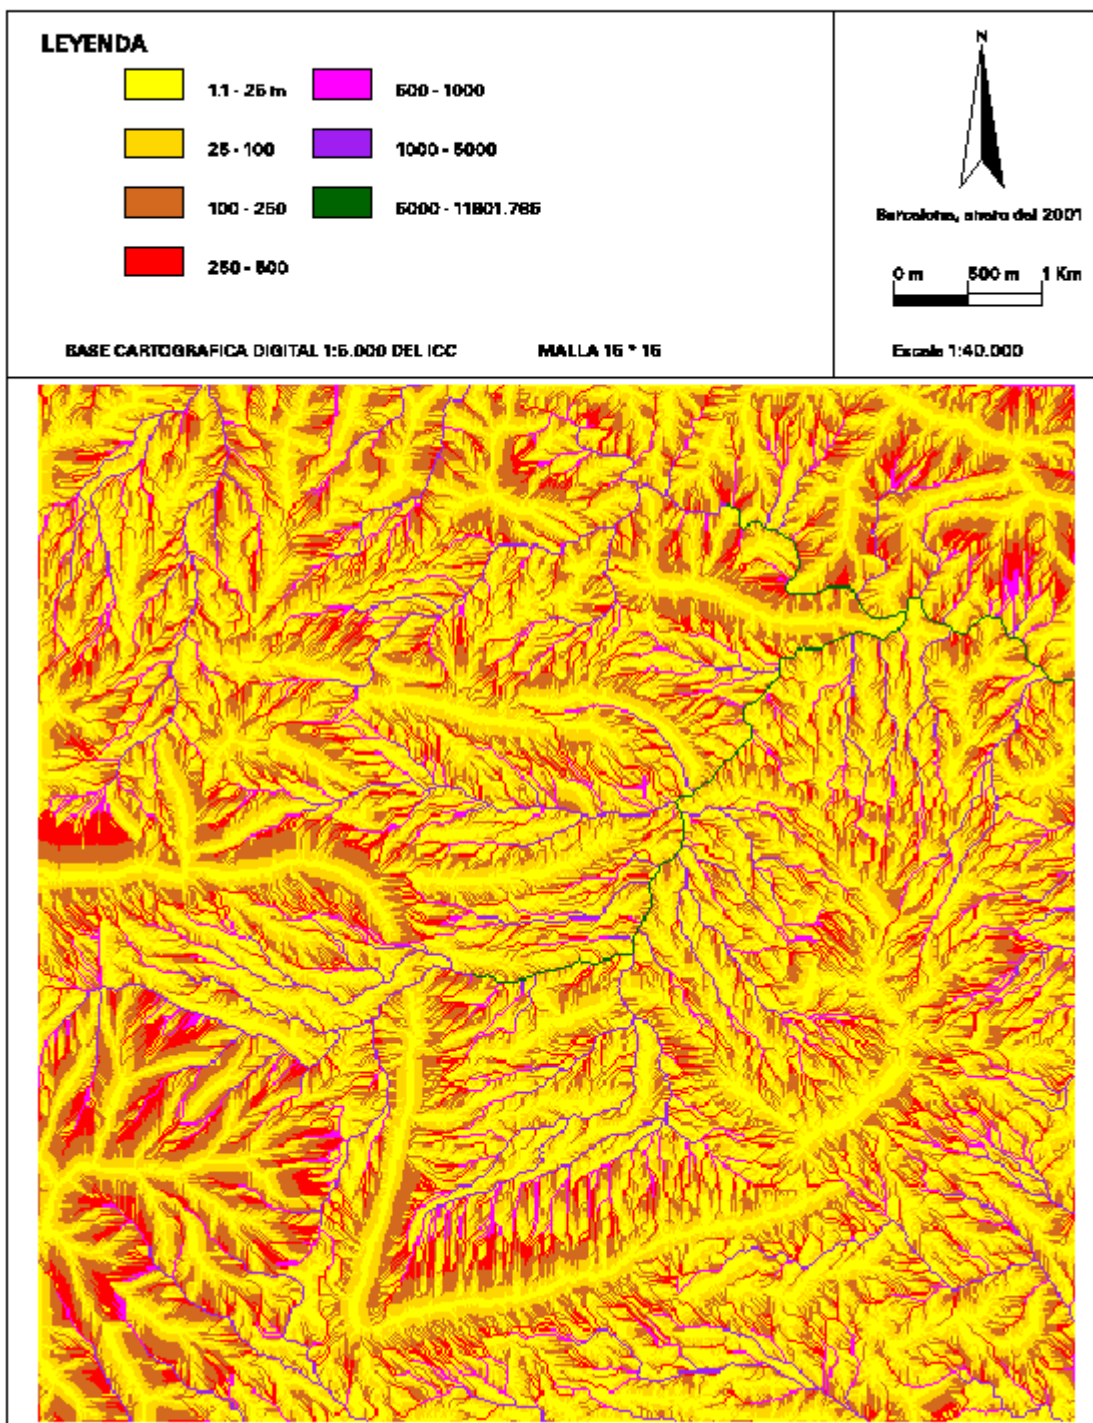 LEYENDA
N
1.1 - 25 m
500 - 1000
25 - 100
1000 - 5000
100 - 250
5000 - 11801.785
250 - 500
Barcelona, enero del 2001
0 m 500 m 1 Km
BASE CARTOGRAFICA DIGITAL 1:5.000 DEL ICC
MALLA 15 * 15
Escala 1:40.000